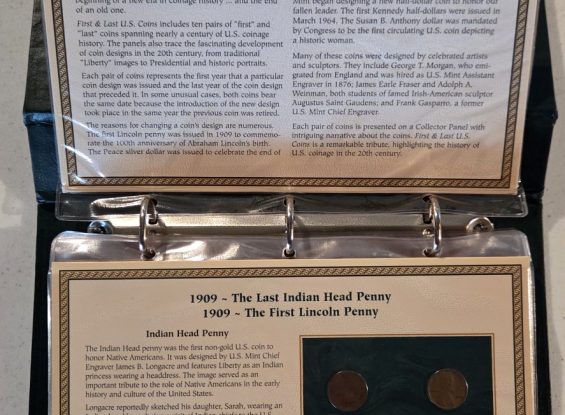 beginning of a new era in coinage history ... and the end
of an old one.
First & Last U.S. Coins includes ten pairs of "first" and
"last" coins spanning nearly a century of U.S. coinage
history. The panels also trace the fascinating development
of coin designs in the 20th century, from traditional
"Liberty" images to Presidential and historic portraits.
Each pair of coins represents the first year that a particular
coin design was issued and the last year of the coin design
that preceded it. In some unusual cases, both coins bear
the same date because the introduction of the new design
took place in the same year the previous coin was retired.
The reasons for changing a coin's design are numerous.
The first Lincoln penny was issued in 1909 to commemo-
rate the 100th anniversary of Abraham Lincoln's birth.
The Peace silver dollar was issued to celebrate the end of
Mint began designing a new half-dollar coin to honor our
fallen leader. The first Kennedy half-dollars were issued in
March 1964. The Susan B. Anthony dollar was mandated
by Congress to be the first circulating U.S. coin depicting
a historic woman.
Many of these coins were designed by celebrated artists
and sculptors. They include George T. Morgan, who emi-
grated from England and was hired as U.S. Mint Assistant
Engraver in 1876; James Earle Fraser and Adolph A.
Weinman, both students of famed Irish-American sculptor
Augustus Saint Gaudens; and Frank Gasparro, a former
U.S. Mint Chief Engraver.
Each pair of coins is presented on a Collector Panel with
intriguing narrative about the coins. First & Last U.S.
Coins is a remarkable tribute, highlighting the history of
U.S. coinage in the 20th century.
1909 ~ The Last Indian Head Penny
1909 ~ The First Lincoln Penny
Indian Head Penny
The Indian Head Penny was the first non-gold U.S. coin to
honor Native Americans. It was designed by U.S. Mint Chief
Engraver James B. Longacre and features Liberty as an Indian
princess wearing a headdress. The image served as an
important tribute to the role of Native Americans in the early
history and culture of the United States.
Longacre reportedly sketched his daughter, Sarah, wearing an